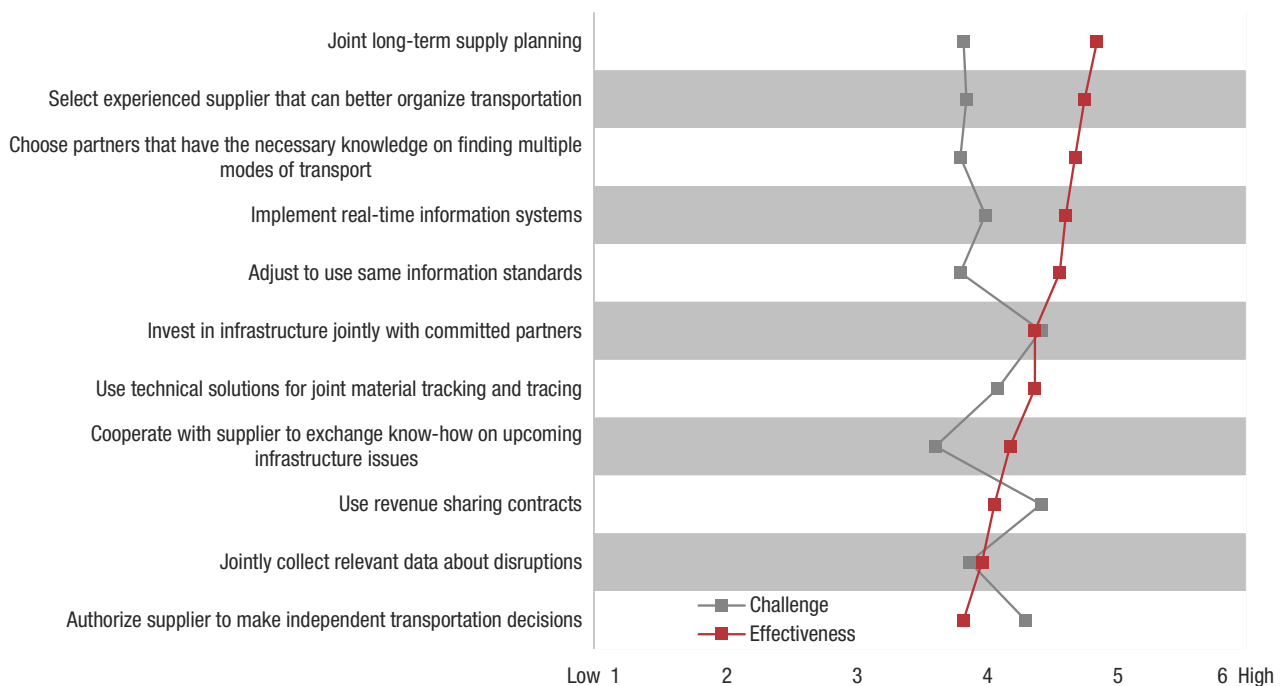 Joint long-term supply planning
Select experienced supplier that can better organize transportation
Choose partners that have the necessary knowledge on finding multiple
modes of transport
Implement real-time information systems
Adjust to use same information standards
Invest in infrastructure jointly with committed partners
Use technical solutions for joint material tracking and tracing
Cooperate with supplier to exchange know-how on upcoming
infrastructure issues
Use revenue sharing contracts
Jointly collect relevant data about disruptions
Authorize supplier to make independent transportation decisions
Challenge
Effectiveness
Low 1 2 3 4 5 6 High